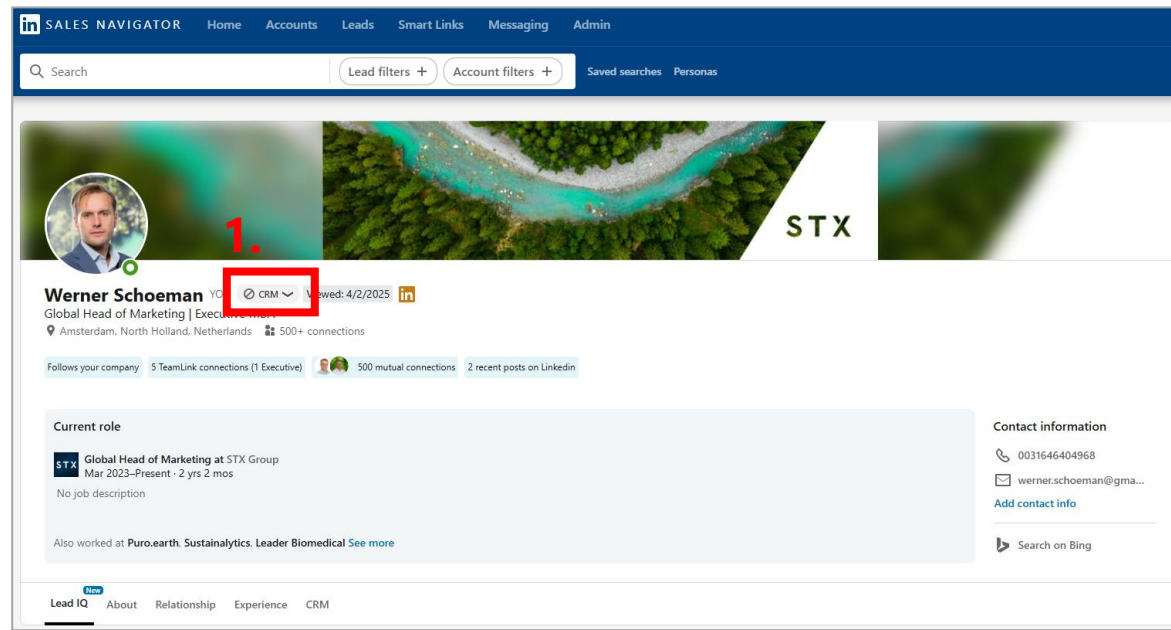 in SALES NAVIGATOR Home Accounts Leads Smart Links Messaging Admin
Search Lead filters + Account filters + Saved searches Personas
STX
1.
Werner Schoeman CRM Viewed: 4/2/2025 in
Global Head of Marketing |
Amsterdam, North Holland, Netherlands 500+ connections
Follows your company 5 TeamLink connections (1 Executive) 500 mutual connections 2 recent posts on Linkedin
Current role
STX Global Head of Marketing at STX Group
Mar 2023–Present · 2 yrs 2 mos
No job description
Also worked at Puro.earth, Sustainalytics, Leader Biomedical See more
Contact information
0031646404968
werner.schoeman@gma...
Add contact info
Search on Bing
New
Lead IQ About Relationship Experience CRM